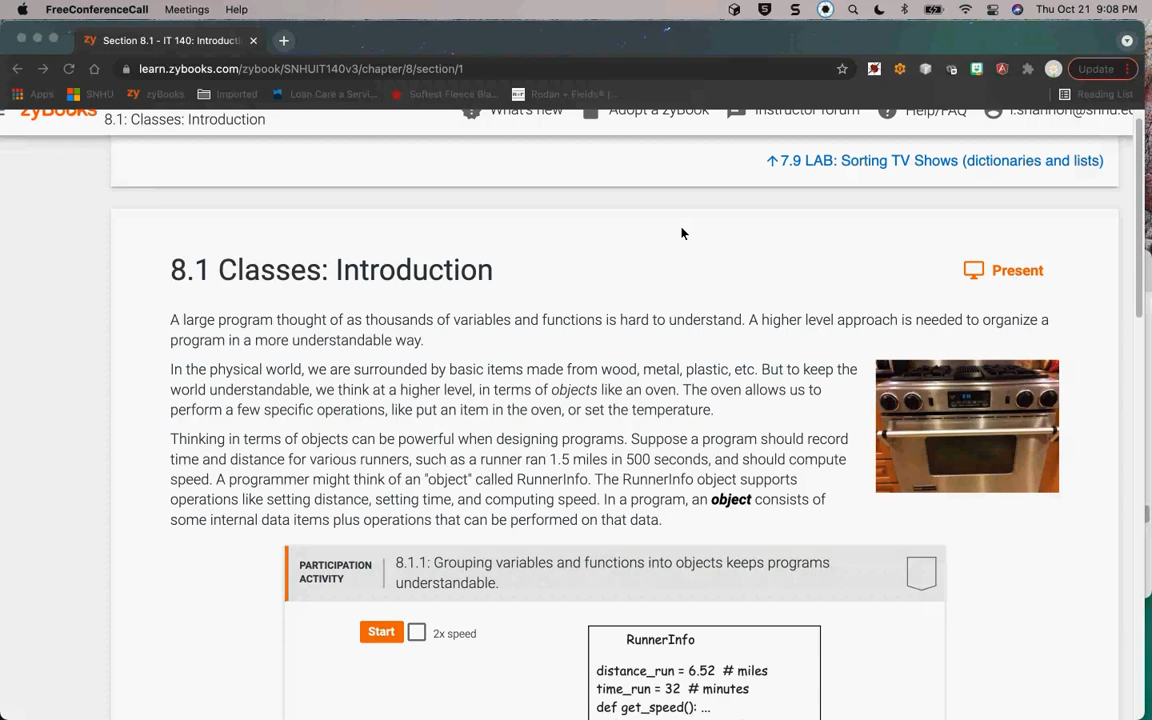 FreeConferenceCall Meetings Help Thu Oct 21 9:08 PM
zy Section 8.1 - IT 140: Introducti
learn.zybooks.com/zybook/SNHUIT140v3/chapter/8/section/1 Update
Apps SNHU zy zyBooks Imported Loan Care a Servi... Softest Fleece Bla... R+F Rodan + Fields® |... Reading List
zyBooks 8.1: Classes: Introduction What's new Adopt a zyBook Instructor forum Help/FAQ
↑ 7.9 LAB: Sorting TV Shows (dictionaries and lists)
8.1 Classes: Introduction
Present
A large program thought of as thousands of variables and functions is hard to understand. A higher level approach is needed to organize a
program in a more understandable way.
In the physical world, we are surrounded by basic items made from wood, metal, plastic, etc. But to keep the
world understandable, we think at a higher level, in terms of objects like an oven. The oven allows us to
perform a few specific operations, like put an item in the oven, or set the temperature.
Thinking in terms of objects can be powerful when designing programs. Suppose a program should record
time and distance for various runners, such as a runner ran 1.5 miles in 500 seconds, and should compute
speed. A programmer might think of an "object" called RunnerInfo. The RunnerInfo object supports
operations like setting distance, setting time, and computing speed. In a program, an object consists of
some internal data items plus operations that can be performed on that data.
PARTICIPATION
ACTIVITY
8.1.1: Grouping variables and functions into objects keeps programs
understandable.
Start 2x speed
RunnerInfo
distance_run = 6.52 # miles
time_run = 32 # minutes
def get_speed(): ...